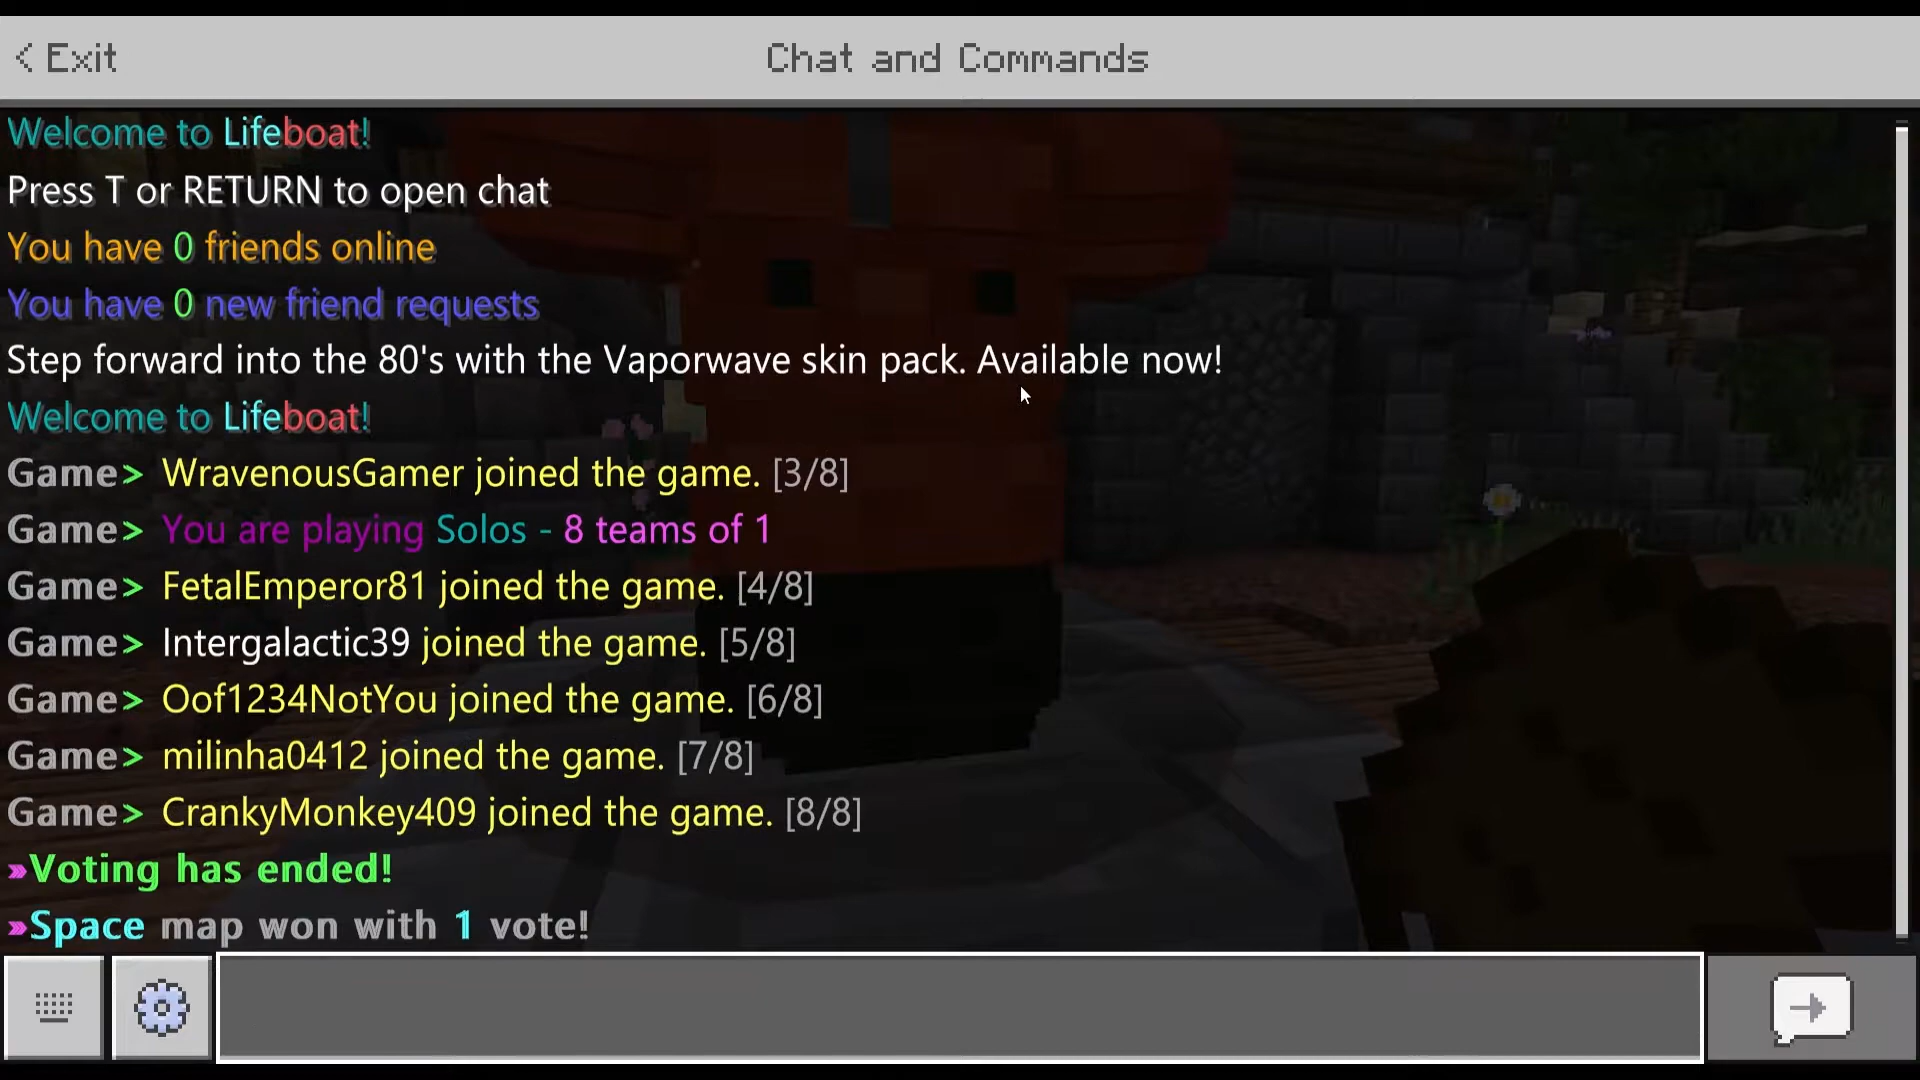 < Exit
Chat and Commands
Welcome to Lifeboat!
Press T or RETURN to open chat
You have 0 friends online
You have 0 new friend requests
Step forward into the 80's with the Vaporwave skin pack. Available now!
Welcome to Lifeboat!
Game> WravenousGamer joined the game. [3/8]
Game> You are playing Solos - 8 teams of 1
Game> FetalEmperor81 joined the game. [4/8]
Game> Intergalactic39 joined the game. [5/8]
Game> Oof1234NotYou joined the game. [6/8]
Game> milinha0412 joined the game. [7/8]
Game> CrankyMonkey409 joined the game. [8/8]
»Voting has ended!
»Space map won with 1 vote!